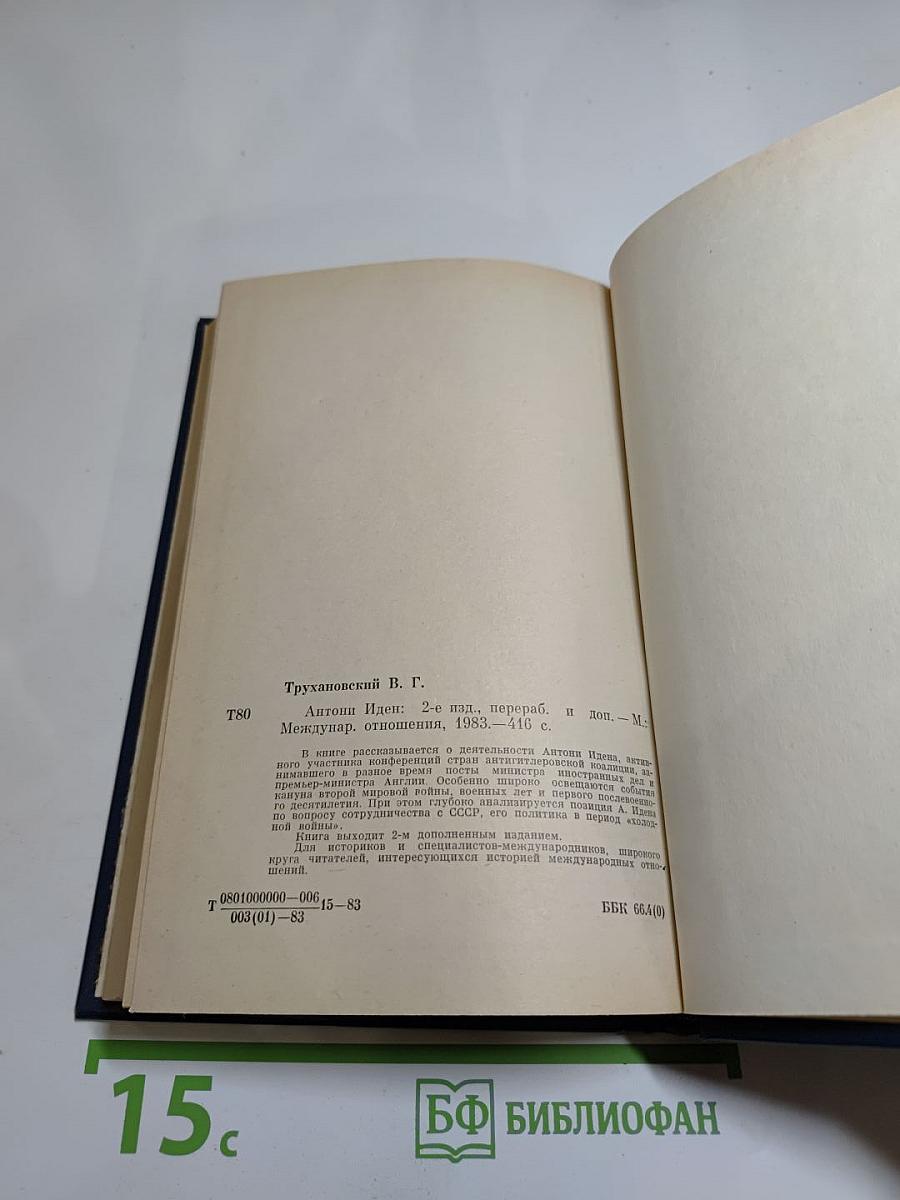 Трухановский В. Г.
Т80 Антони Иден: 2-е изд., перераб. и доп. — М.:
Междунар. отношения, 1983.—416 с.
В книге рассказывается о деятельности Антони Идена, актив-
ного участника конференций стран антигитлеровской коалиции, за-
нимавшего в разное время посты министра иностранных дел и
премьер-министра Англии. Особенно широко освещаются события
кануна второй мировой войны, военных лет и первого послевоенно-
го десятилетия. При этом глубоко анализируется позиция А. Идена
по вопросу сотрудничества с СССР, его политика в период «холод-
ной войны».
Книга выходит 2-м дополненным изданием.
Для историков и специалистов-международников, широкого
круга читателей, интересующихся историей международных отно-
шений.
Т 0801000000—006 15—83
003(01)—83
ББК 66.4(0)
15 с
БФ БИБЛИОФАН